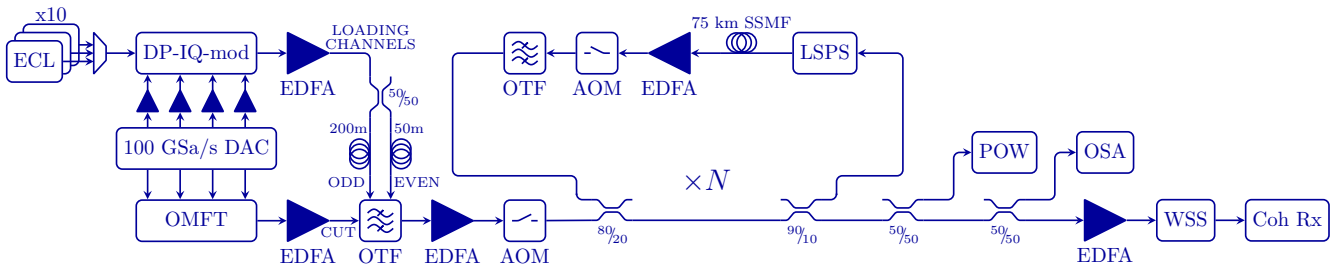 x10
ECL
DP-IQ-mod
EDFA
LOADING
CHANNELS
50/50
100 GSa/s DAC
200m
50m
ODD
EVEN
OMFT
EDFA
CUT
OTF
EDFA
AOM
OTF
AOM
EDFA
75 km SSMF
LSPS
×N
80/20
90/10
50/50
50/50
POW
OSA
EDFA
WSS
Coh Rx